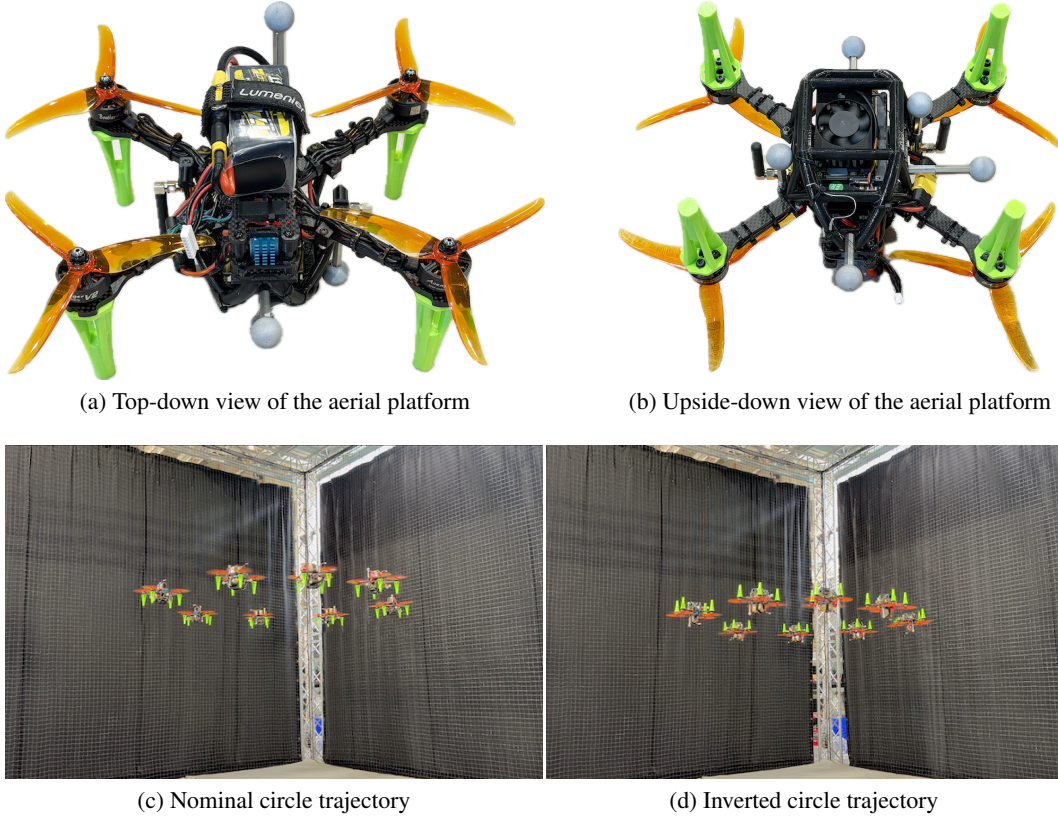 LUMENIER
V2
(a) Top-down view of the aerial platform
(b) Upside-down view of the aerial platform
(c) Nominal circle trajectory
(d) Inverted circle trajectory